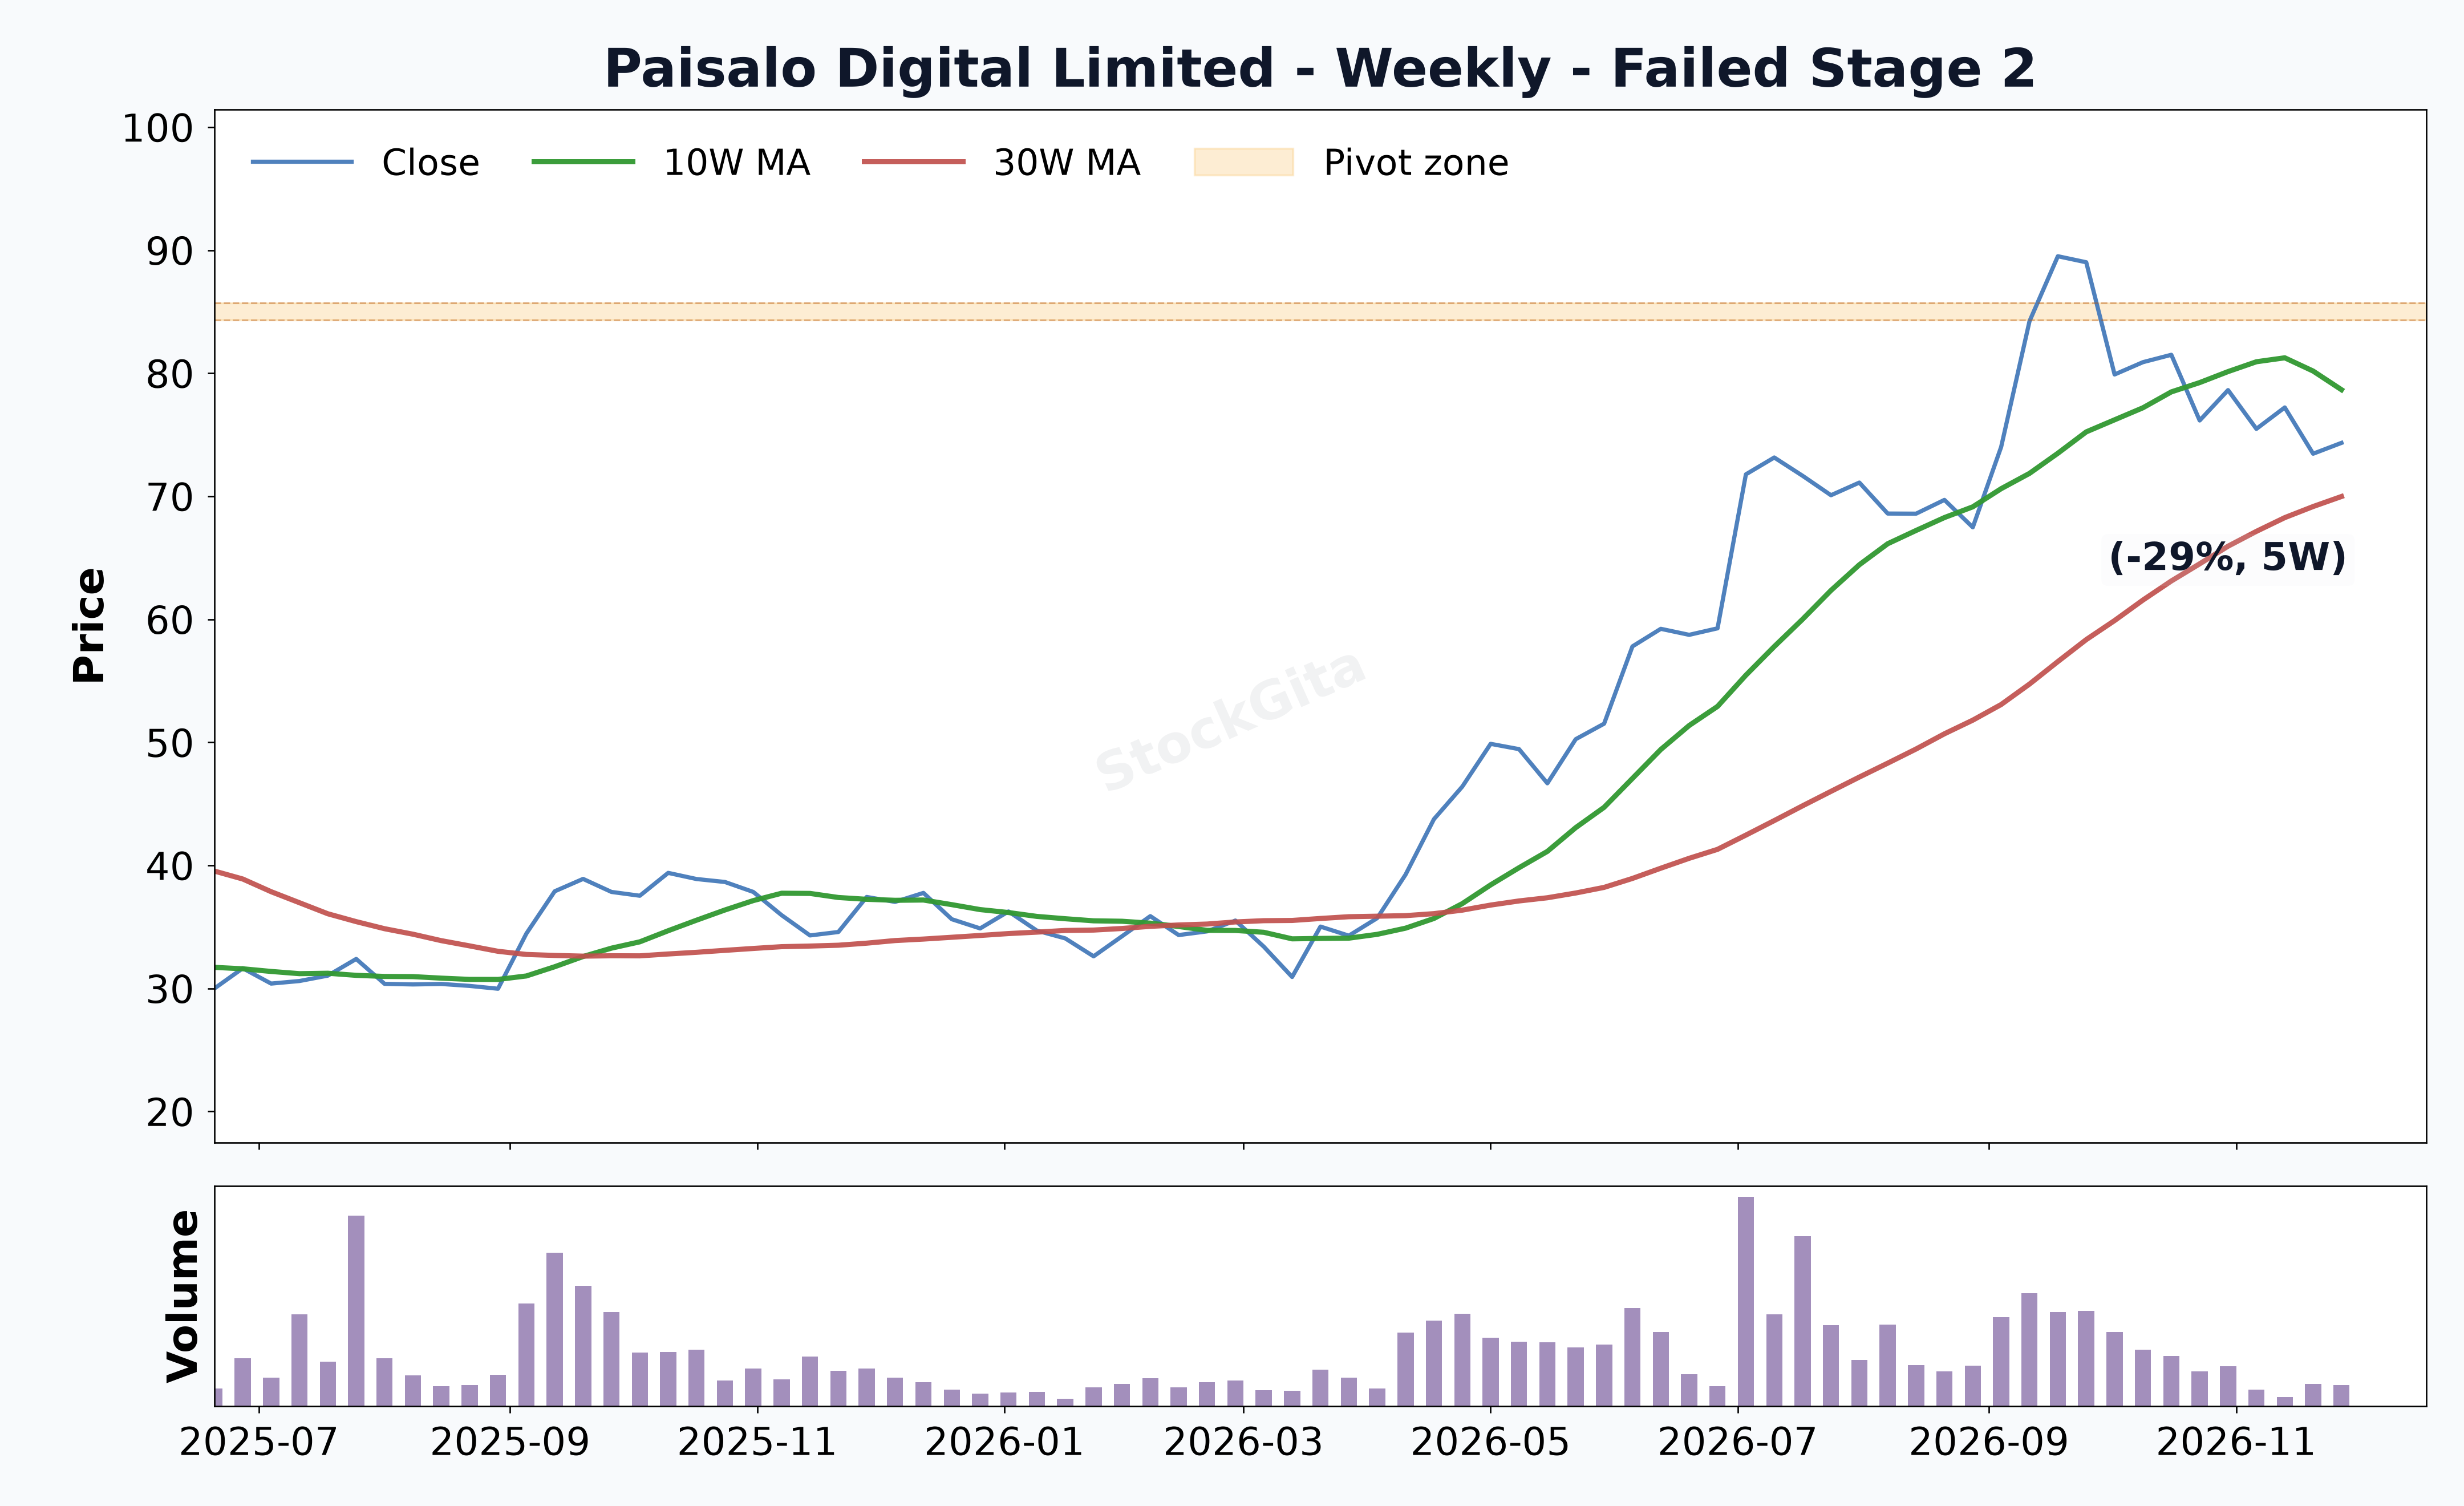 Paisalo Digital Limited - Weekly - Failed Stage 2
Close 10W MA 30W MA Pivot zone
Price
100
90
80
70
60
50
40
30
20
(-29%, 5W)
StockGita
Volume
2025-07 2025-09 2025-11 2026-01 2026-03 2026-05 2026-07 2026-09 2026-11